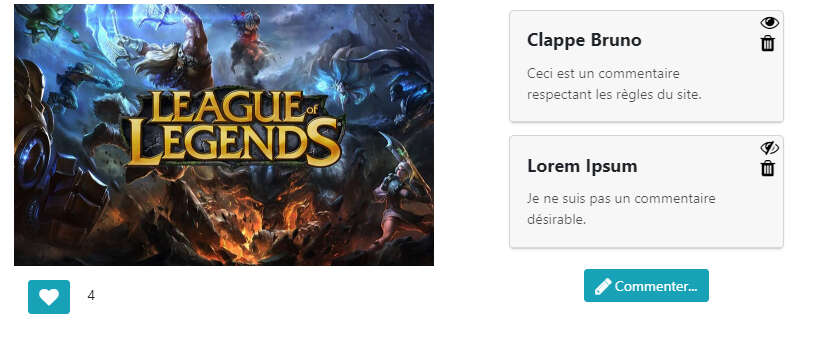 LEAGUE of
LEGENDS
4
Clappe Bruno
Ceci est un commentaire
respectant les règles du site.
Lorem Ipsum
Je ne suis pas un commentaire
désirable.
Commenter...